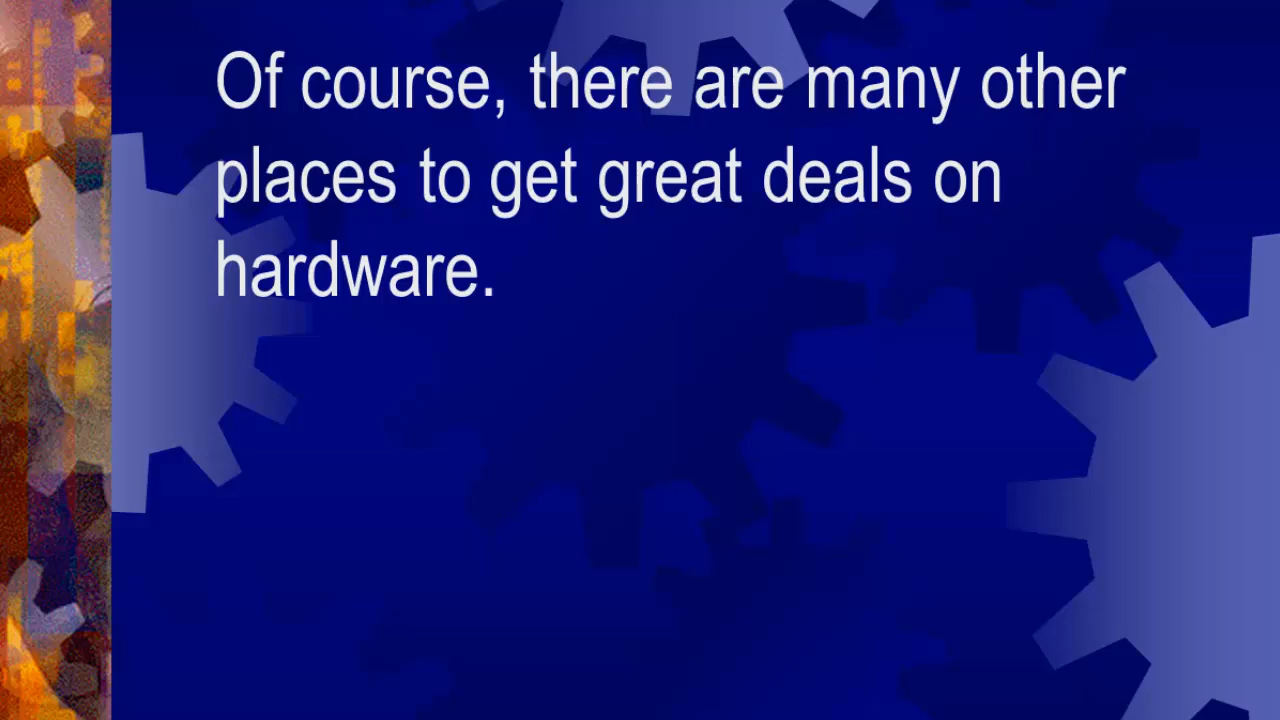 Of course, there are many other
places to get great deals on
hardware.